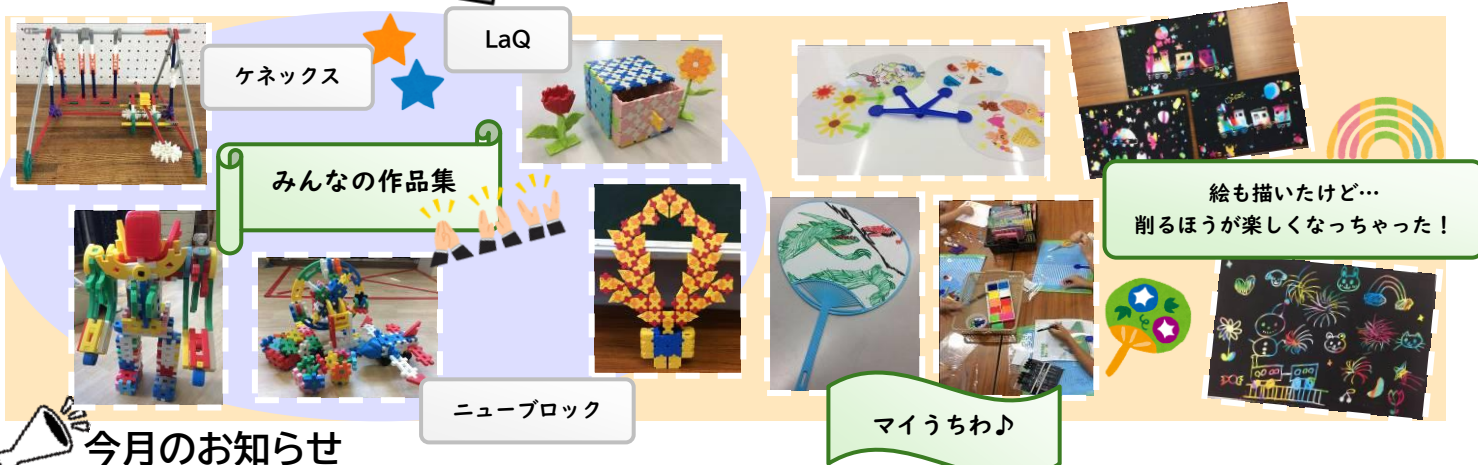 LaQ
ケネックス
みんなの作品集
絵も描いたけど…
削るほうが楽しくなっちゃった！
ニューブロック
マイうちわ♪
今月のお知らせ